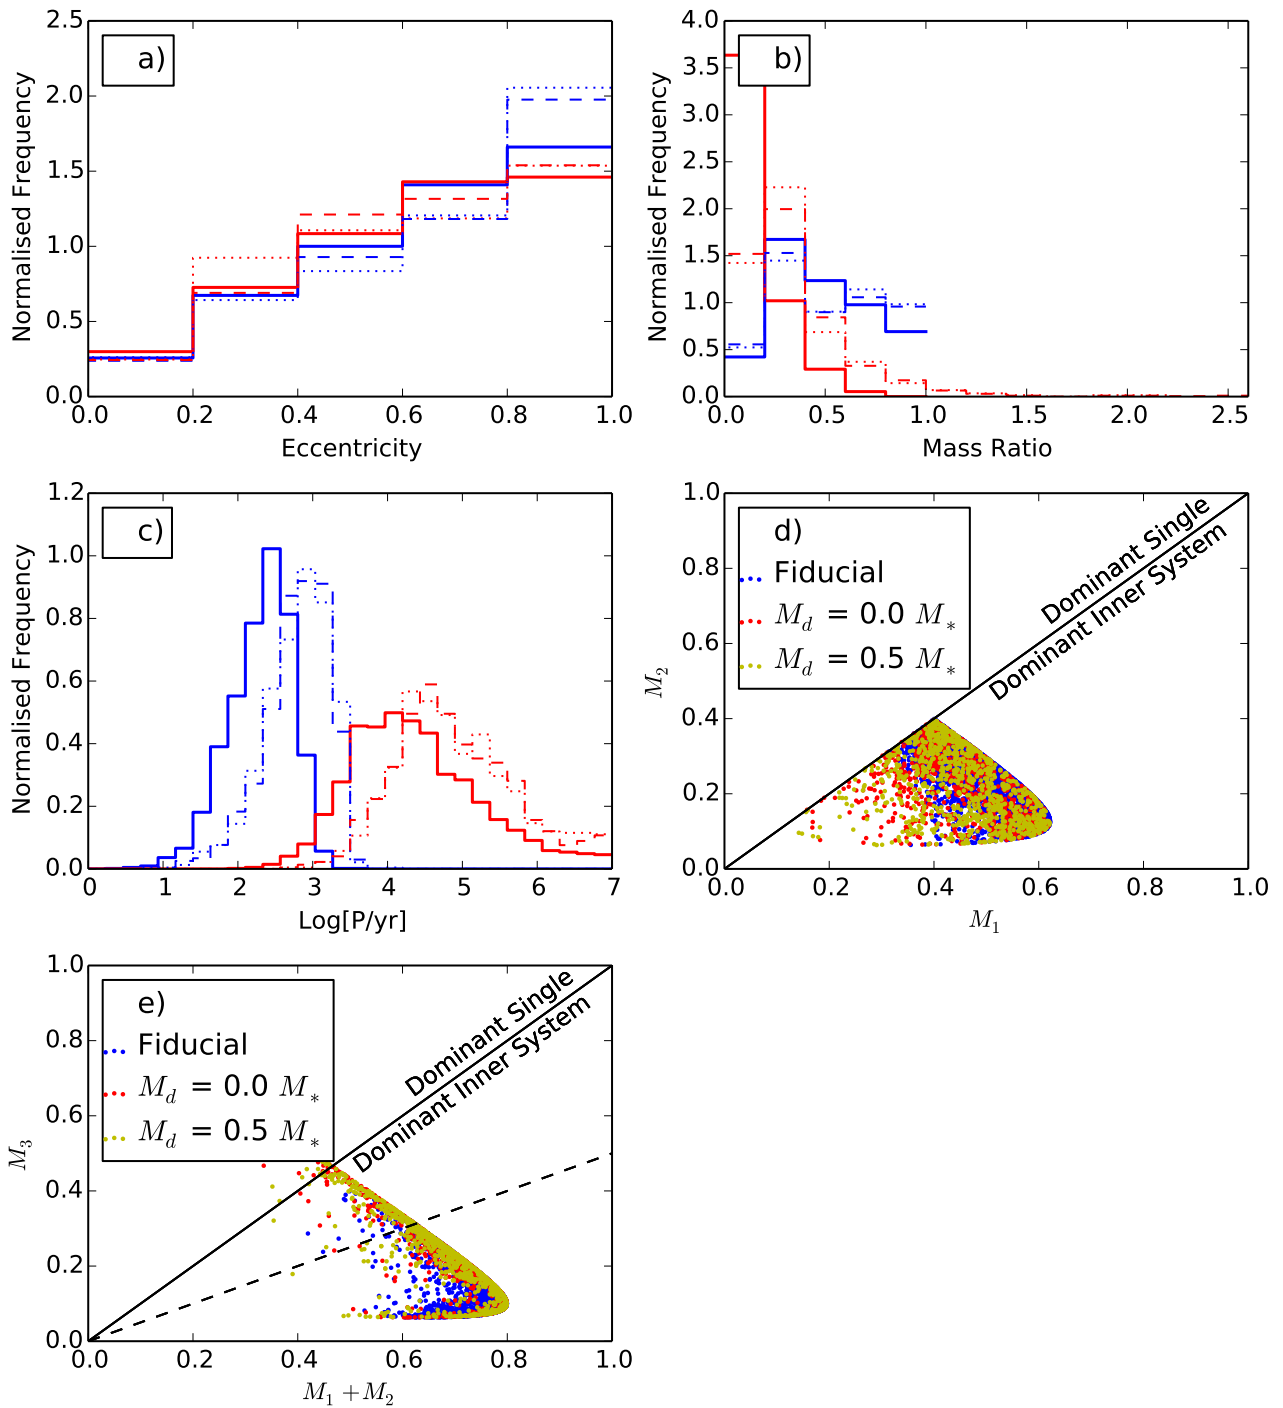 a)
Normalised Frequency
2.5
2.0
1.5
1.0
0.5
0.0
0.0 0.2 0.4 0.6 0.8 1.0
Eccentricity
b)
Normalised Frequency
4.0
3.5
3.0
2.5
2.0
1.5
1.0
0.5
0.0
0.0 0.5 1.0 1.5 2.0 2.5
Mass Ratio
c)
Normalised Frequency
1.2
1.0
0.8
0.6
0.4
0.2
0.0
0 1 2 3 4 5 6 7
Log[P/yr]
d)
Fiducial
M_d = 0.0 M_*
M_d = 0.5 M_*
Dominant Single
Dominant Inner System
M_2
1.0
0.8
0.6
0.4
0.2
0.0
0.0 0.2 0.4 0.6 0.8 1.0
M_1
e)
Fiducial
M_d = 0.0 M_*
M_d = 0.5 M_*
Dominant Single
Dominant Inner System
M_3
1.0
0.8
0.6
0.4
0.2
0.0
0.0 0.2 0.4 0.6 0.8 1.0
M_1 + M_2